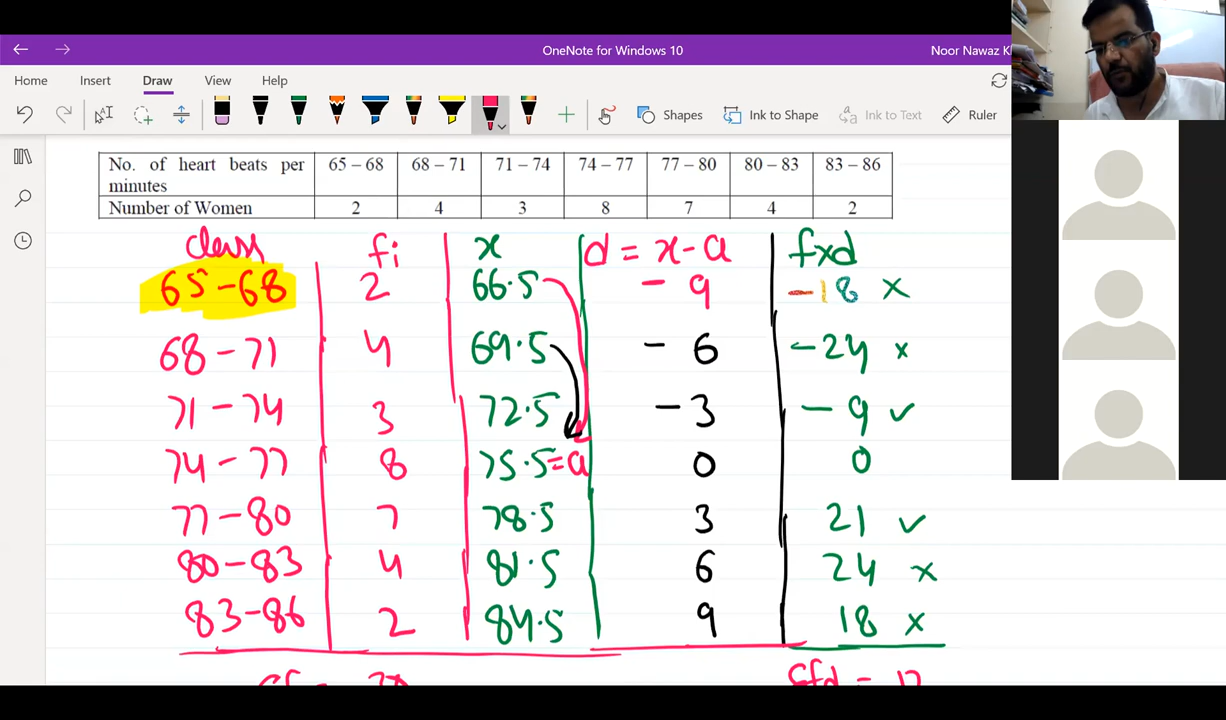 OneNote for Windows 10 Noor Nawaz K
Home Insert Draw View Help
Shapes Ink to Shape Ink to Text Ruler
No. of heart beats per minutes 65 – 68 68 – 71 71 – 74 74 – 77 77 – 80 80 – 83 83 – 86
Number of Women 2 4 3 8 7 4 2
class fi x d = x-a fxd
65-68 2 66.5 - 9 -18 ×
68-71 4 69.5 - 6 -24 ×
71-74 3 72.5 - 3 - 9 ✓
74-77 8 75.5=a 0 0
77-80 7 78.5 3 21 ✓
80-83 4 81.5 6 24 ×
83-86 2 84.5 9 18 ×